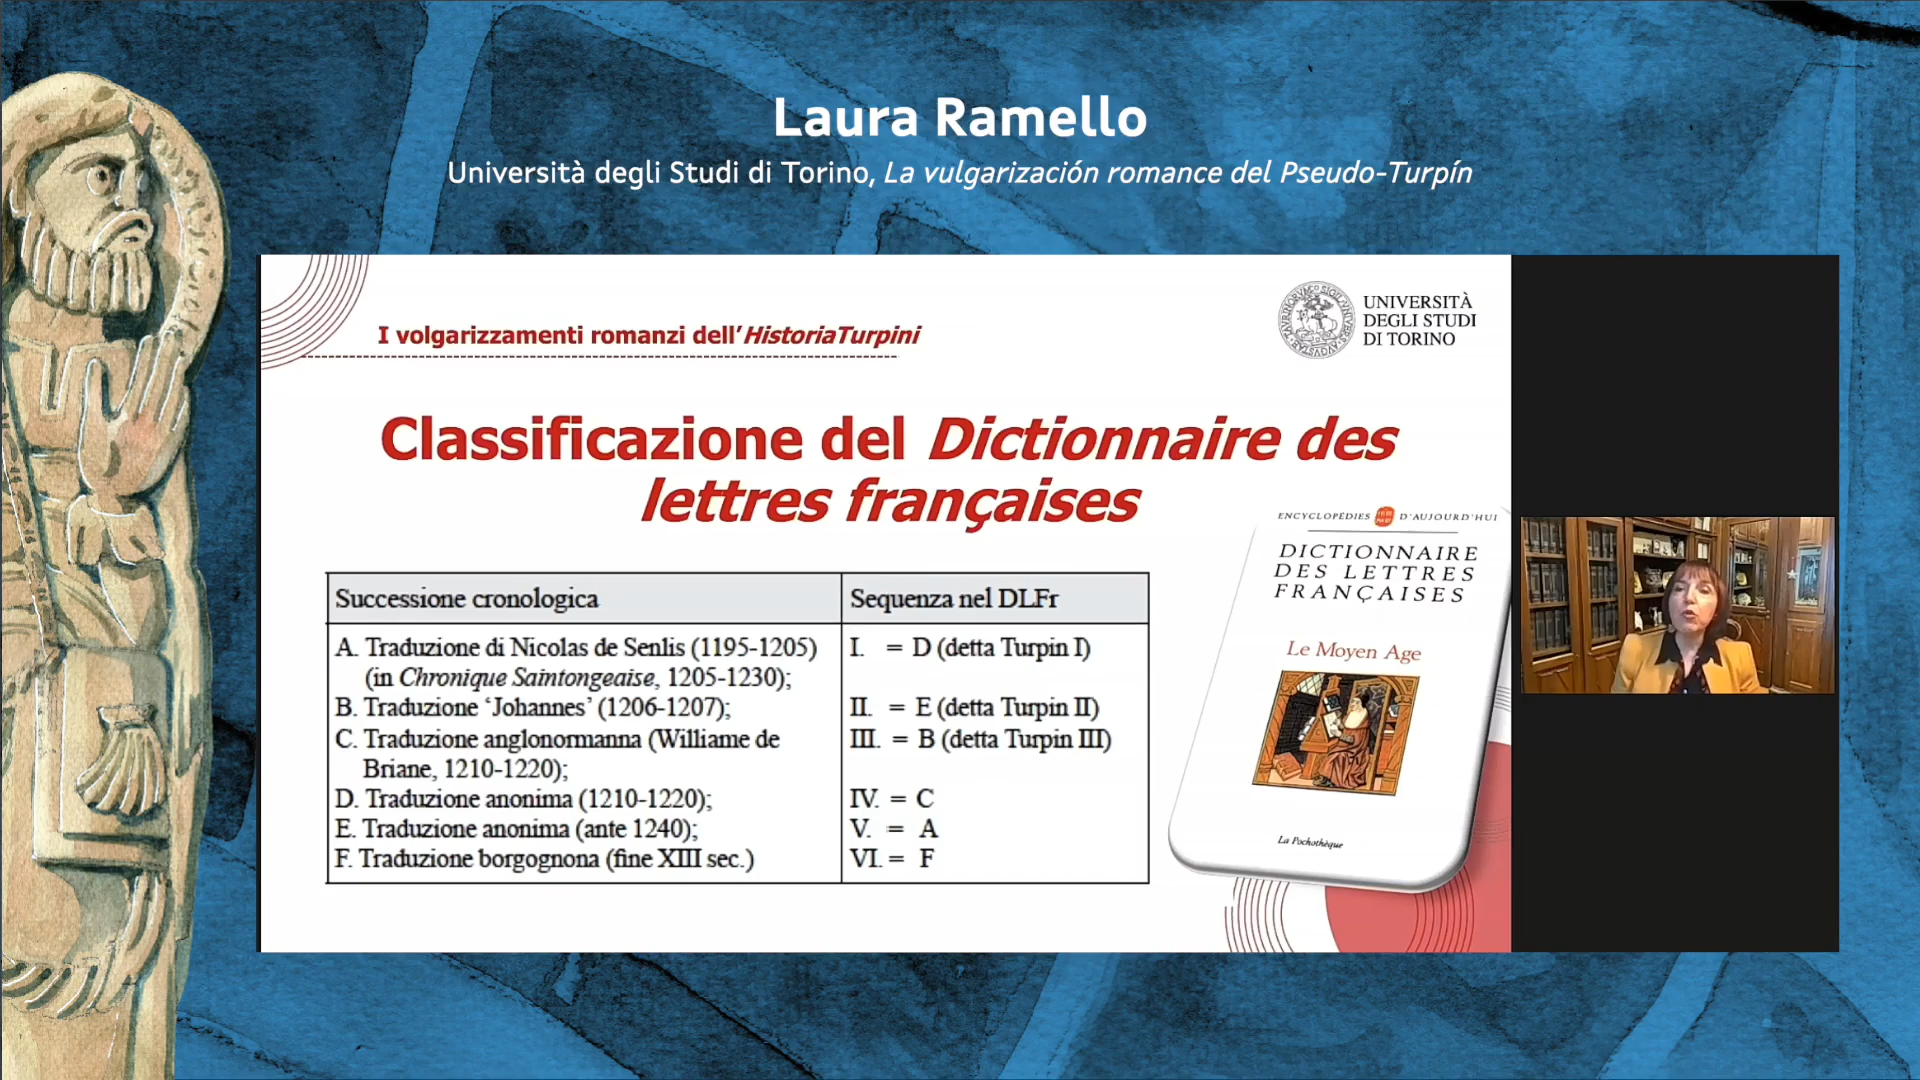 Laura Ramello
Università degli Studi di Torino, La vulgarización romance del Pseudo-Turpín
I volgarizzamenti romanzi dell'HistoriaTurpini
UNIVERSITÀ
DEGLI STUDI
DI TORINO
Classificazione del Dictionnaire des
lettres françaises
Successione cronologica
A. Traduzione di Nicolas de Senlis (1195-1205)
(in Chronique Saintongeaise, 1205-1230);
B. Traduzione ‘Johannes’ (1206-1207);
C. Traduzione anglonormanna (Williame de
Briane, 1210-1220);
D. Traduzione anonima (1210-1220);
E. Traduzione anonima (ante 1240);
F. Traduzione borgognona (fine XIII sec.)
Sequenza nel DLFr
I. = D (detta Turpin I)
II. = E (detta Turpin II)
III. = B (detta Turpin III)
IV. = C
V. = A
VI. = F
ENCYCLOPÉDIES D'AUJOURD'HUI
DICTIONNAIRE
DES LETTRES
FRANÇAISES
Le Moyen Age
La Pochothèque